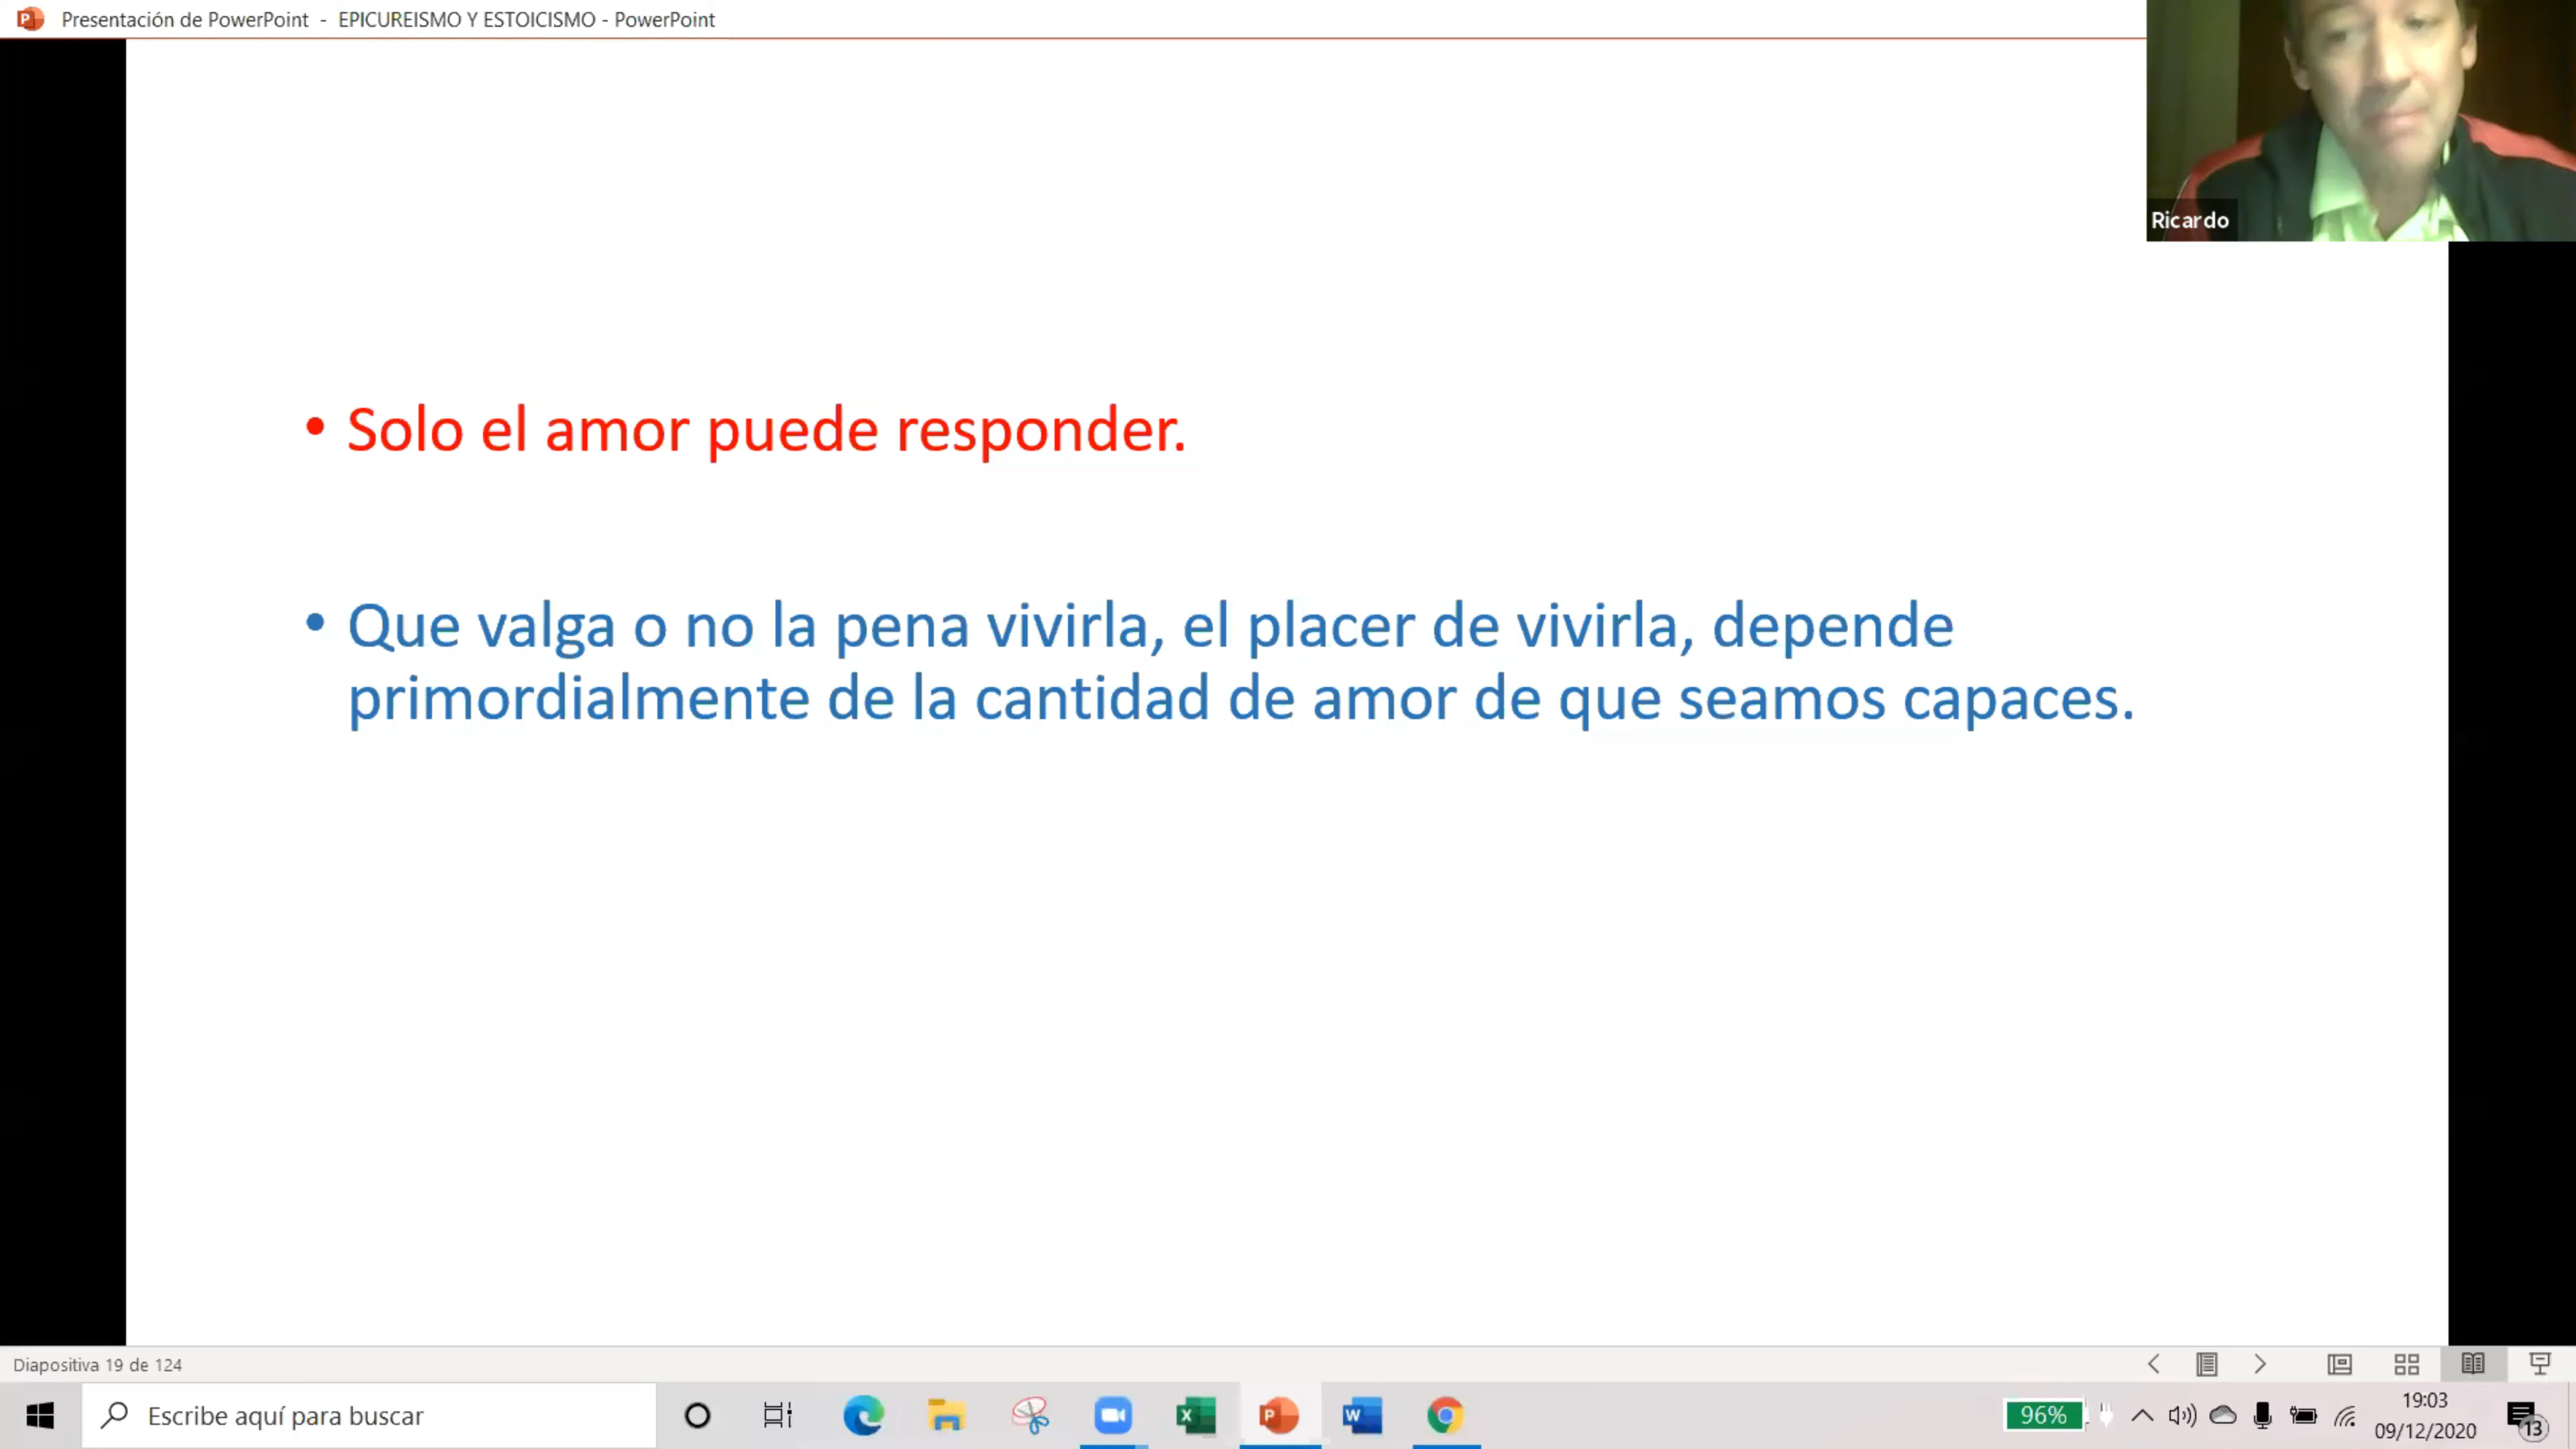 Presentación de PowerPoint - EPICUREISMO Y ESTOICISMO - PowerPoint
Ricardo
• Solo el amor puede responder.
• Que valga o no la pena vivirla, el placer de vivirla, depende
primordialmente de la cantidad de amor de que seamos capaces.
Diapositiva 19 de 124
Escribe aquí para buscar
96%
19:03
09/12/2020
13